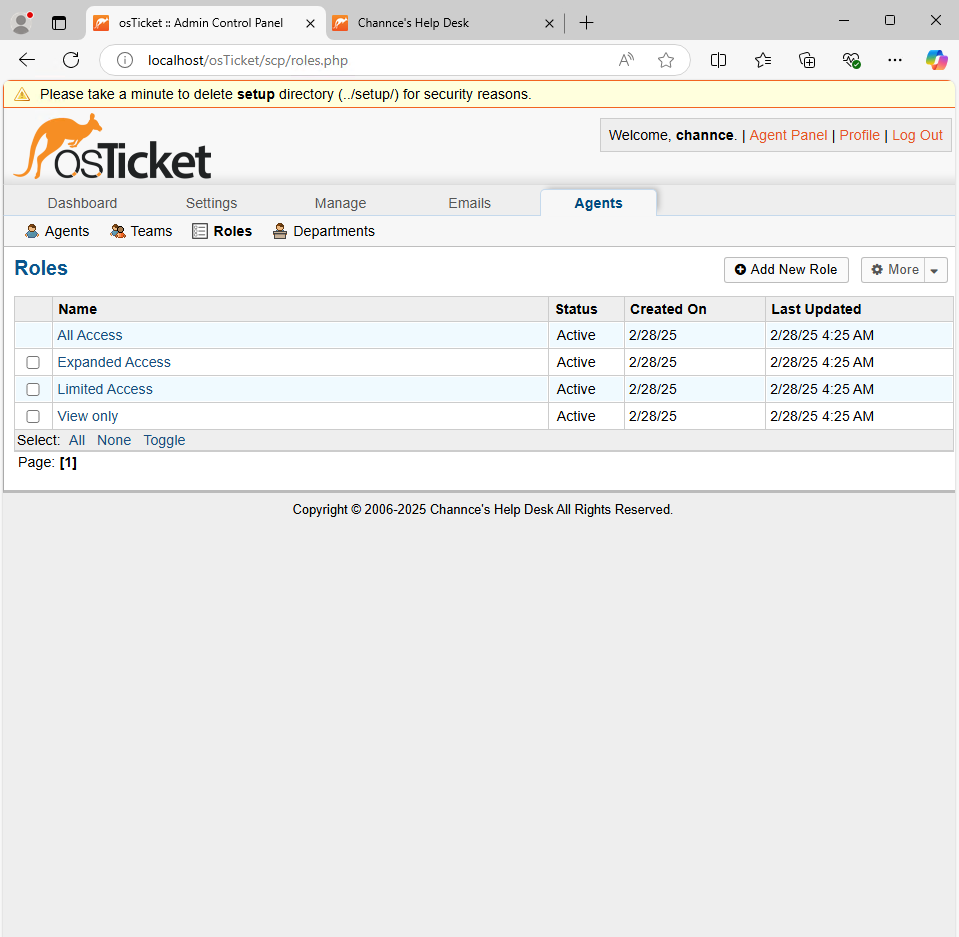 osTicket :: Admin Control Panel
Channce's Help Desk
localhost/osTicket/scp/roles.php
Please take a minute to delete setup directory (../setup/) for security reasons.
osTicket
Welcome, channce. | Agent Panel | Profile | Log Out
Dashboard Settings Manage Emails Agents
Agents Teams Roles Departments
Roles
Add New Role More
Name Status Created On Last Updated
All Access Active 2/28/25 2/28/25 4:25 AM
Expanded Access Active 2/28/25 2/28/25 4:25 AM
Limited Access Active 2/28/25 2/28/25 4:25 AM
View only Active 2/28/25 2/28/25 4:25 AM
Select: All None Toggle
Page: [1]
Copyright © 2006-2025 Channce's Help Desk All Rights Reserved.